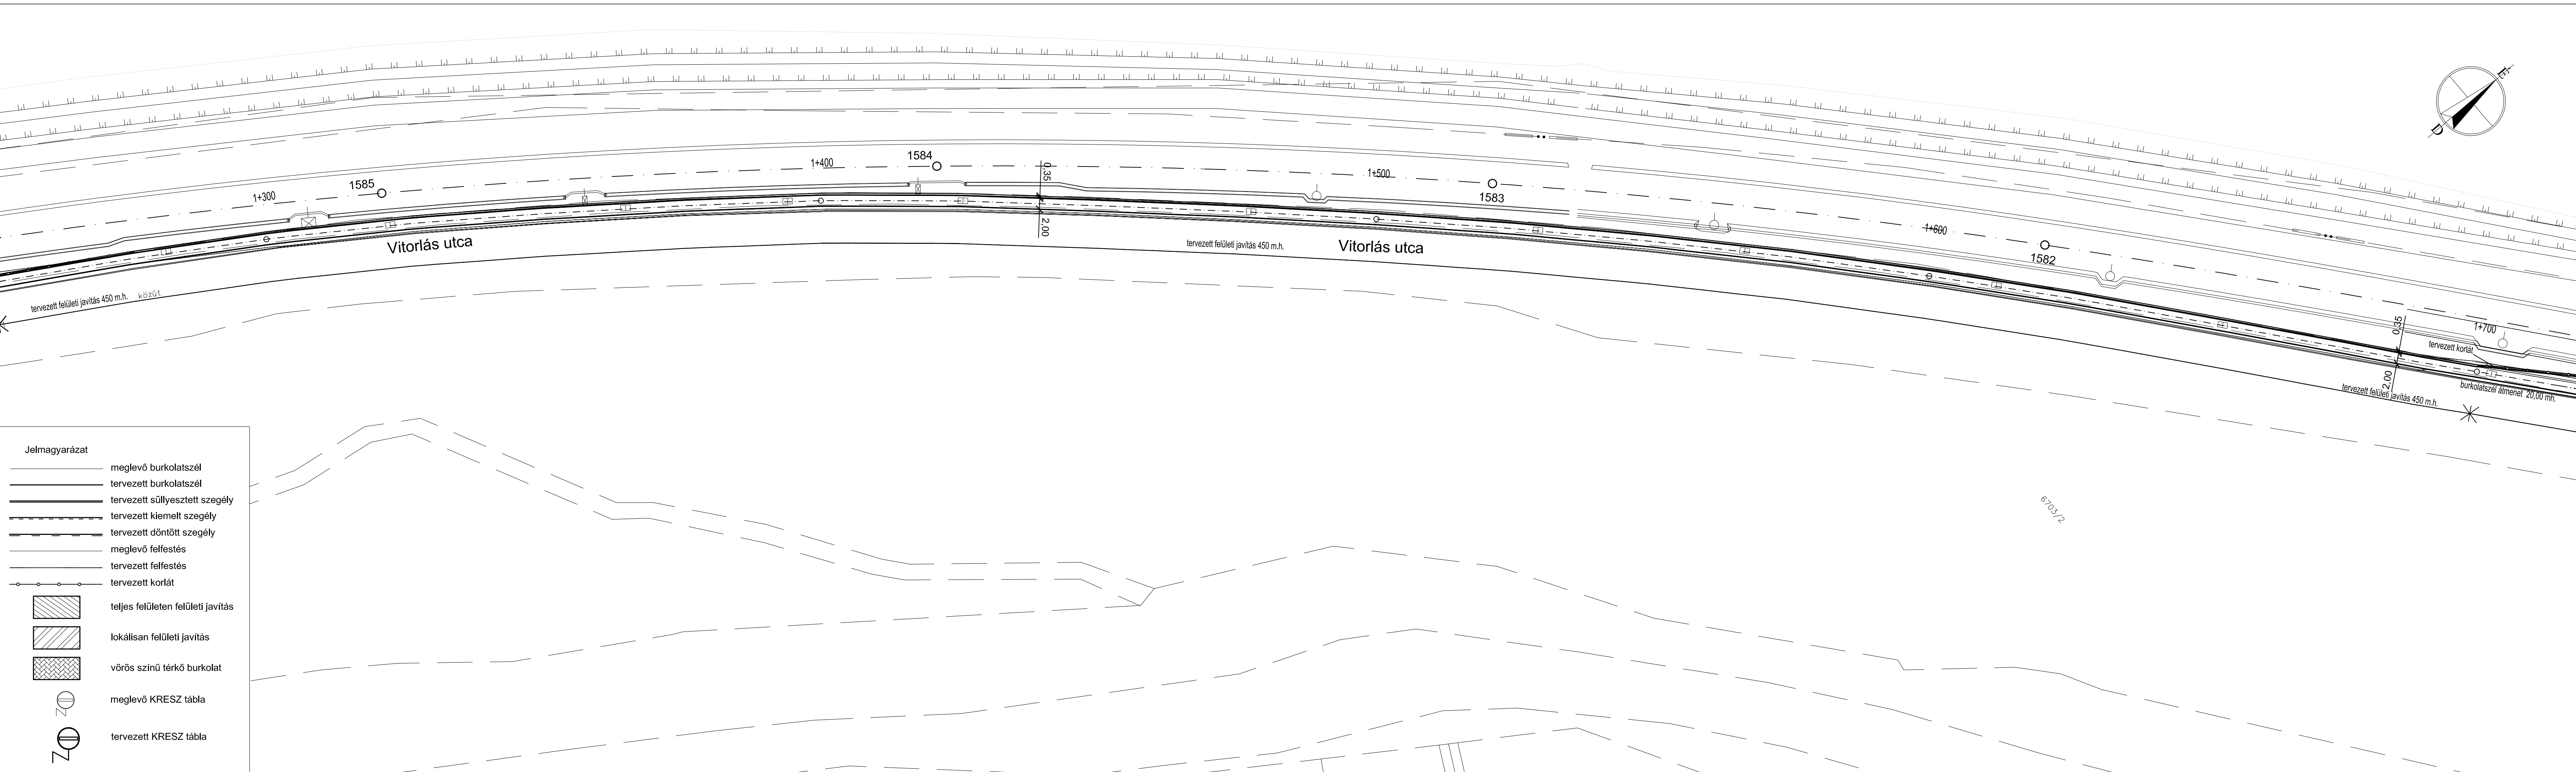 É
D
1+300
1585
1+400
1584
0,35
2,00
1+500
1583
1+600
1582
1+700
0,35
2,00
Vitorlás utca
Vitorlás utca
tervezett felületi javítás 450 m.h.
közút
tervezett felületi javítás 450 m.h.
tervezett korlát
burkolatszél átmenet 20,00 mh.
tervezett felületi javítás 450 m.h.
6703/2
Jelmagyarázat
meglevő burkolatszél
tervezett burkolatszél
tervezett süllyesztett szegély
tervezett kiemelt szegély
tervezett döntött szegély
meglevő felfestés
tervezett felfestés
tervezett korlát
teljes felületen felületi javítás
lokálisan felületi javítás
vörös színű térkő burkolat
meglevő KRESZ tábla
tervezett KRESZ tábla